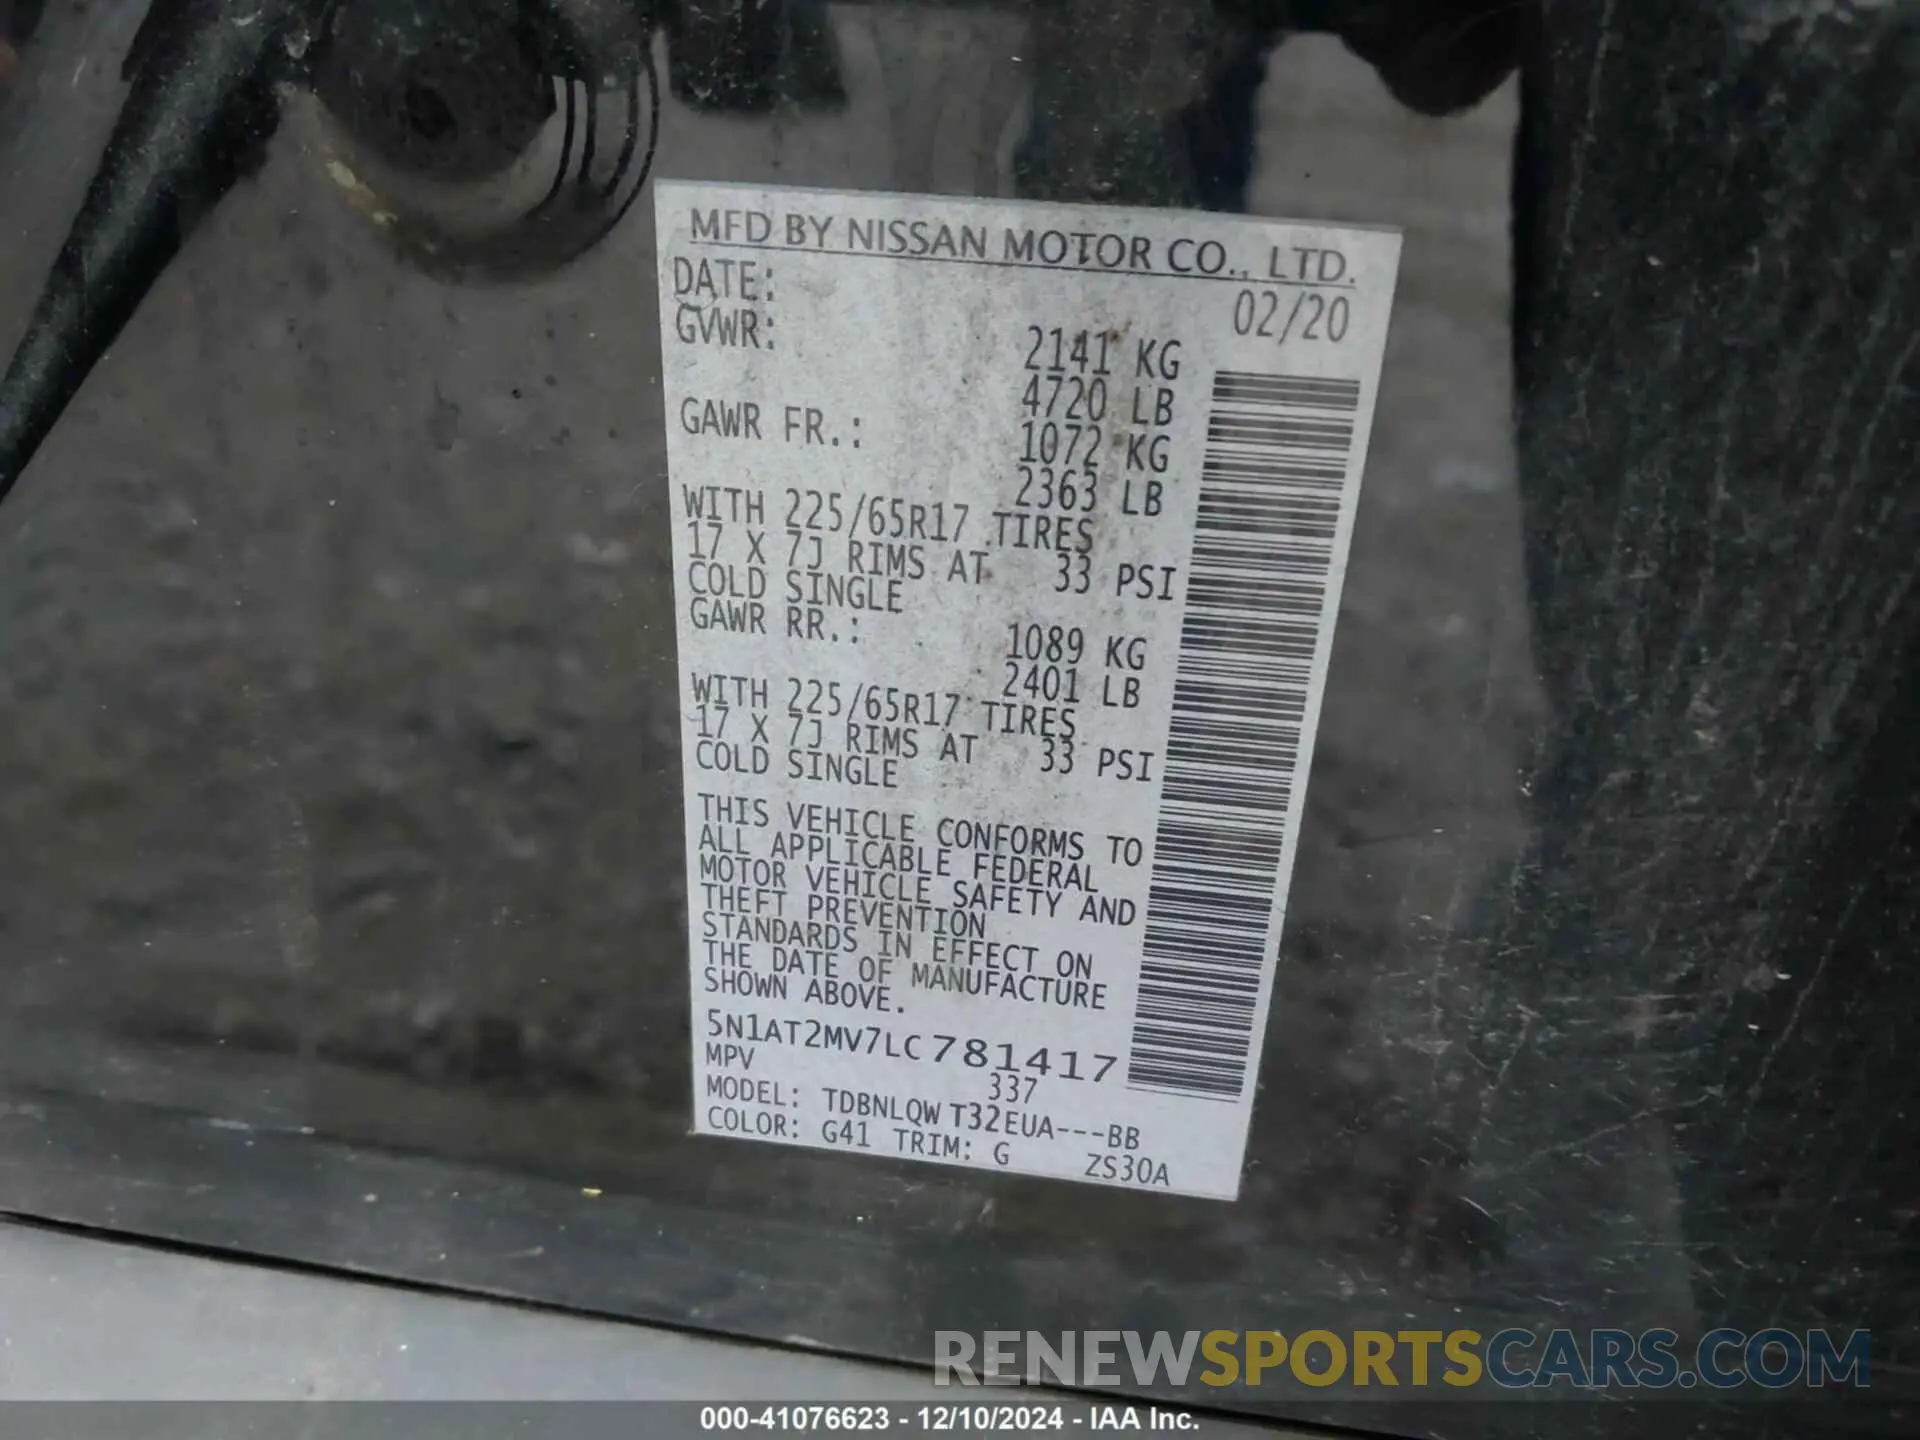 MFD BY NISSAN MOTOR CO., LTD.
DATE: 02/20
GVWR: 2141 KG
4720 LB
GAWR FR.: 1072 KG
2363 LB
WITH 225/65R17 TIRES
17 X 7J RIMS AT 33 PSI
COLD SINGLE
GAWR RR.: 1089 KG
2401 LB
WITH 225/65R17 TIRES
17 X 7J RIMS AT 33 PSI
COLD SINGLE
THIS VEHICLE CONFORMS TO
ALL APPLICABLE FEDERAL
MOTOR VEHICLE SAFETY AND
THEFT PREVENTION
STANDARDS IN EFFECT ON
THE DATE OF MANUFACTURE
SHOWN ABOVE.
5N1AT2MV7LC781417
MPV 337
MODEL: TDBNLQWT32EUA---BB
COLOR: G41 TRIM: G ZS30A
RENEWSPORTSCARS.COM
000-41076623 - 12/10/2024 - IAA Inc.